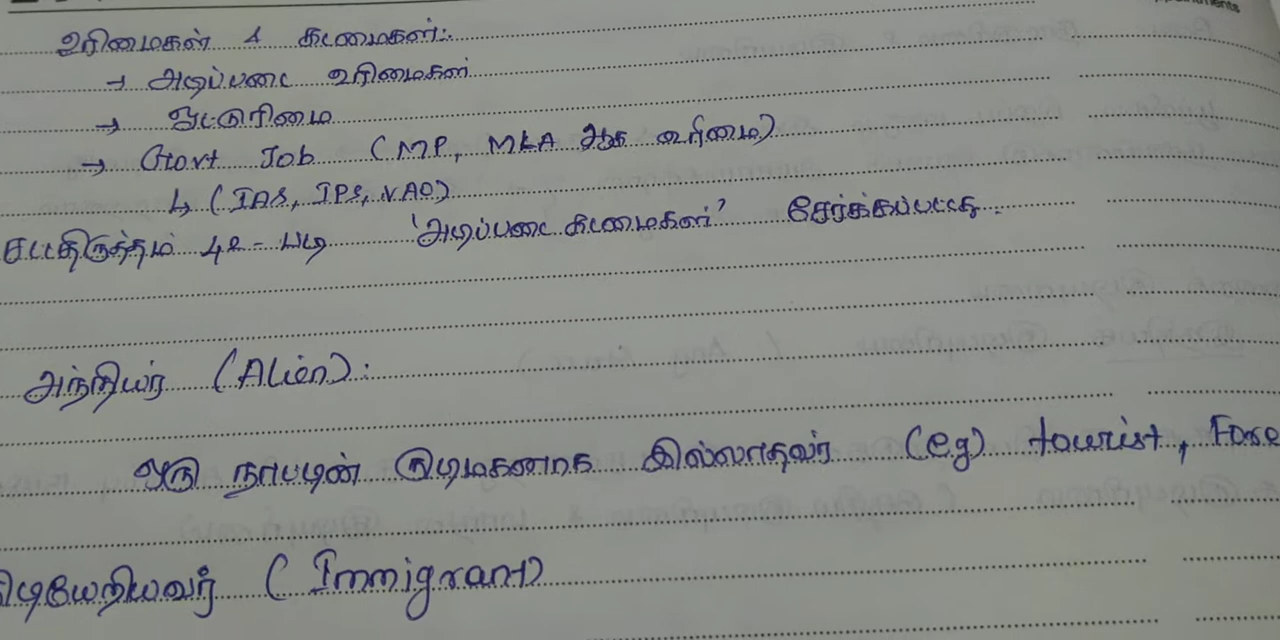 உரிமைகள் & கடமைகள்:.
→ அடிப்படை உரிமைகள்
→ ஓட்டுரிமை
→ Govt Job (MP, MLA ஆக உரிமை)
↳ (IAS, IPS, VAO)
சட்டதிருத்தம் 42-படி 'அடிப்படை கடமைகள்' சேர்க்கப்பட்டது.
அந்நியர் (Alien):
ஒரு நாட்டின் குடிமகனாக இல்லாதவர் (e.g) tourist,
குடியேறியவர் (Immigrant)